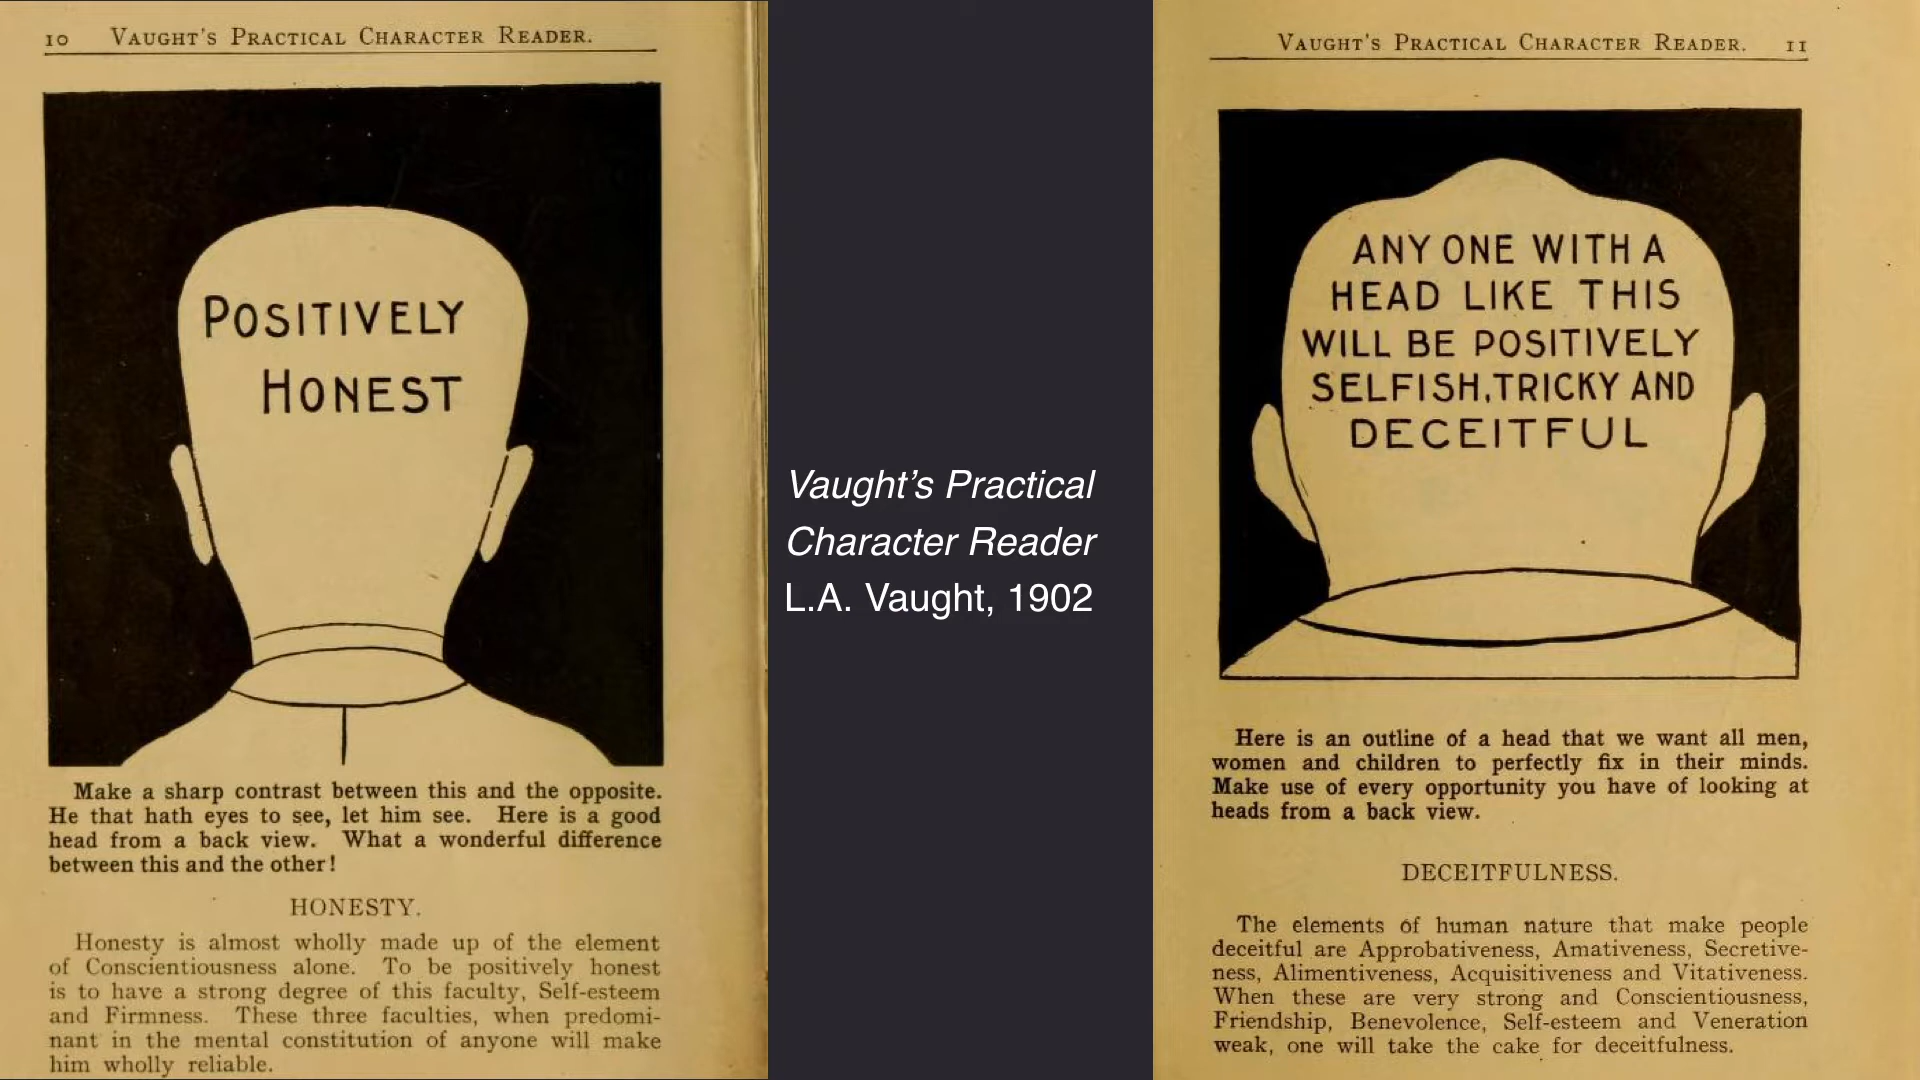 10 VAUGHT'S PRACTICAL CHARACTER READER.
POSITIVELY
HONEST
Make a sharp contrast between this and the opposite.
He that hath eyes to see, let him see. Here is a good
head from a back view. What a wonderful difference
between this and the other!
HONESTY.
Honesty is almost wholly made up of the element
of Conscientiousness alone. To be positively honest
is to have a strong degree of this faculty, Self-esteem
and Firmness. These three faculties, when predomi-
nant in the mental constitution of anyone will make
him wholly reliable.
Vaught’s Practical
Character Reader
L.A. Vaught, 1902
VAUGHT'S PRACTICAL CHARACTER READER. 11
ANY ONE WITH A
HEAD LIKE THIS
WILL BE POSITIVELY
SELFISH, TRICKY AND
DECEITFUL
Here is an outline of a head that we want all men,
women and children to perfectly fix in their minds.
Make use of every opportunity you have of looking at
heads from a back view.
DECEITFULNESS.
The elements of human nature that make people
deceitful are Approbativeness, Amativeness, Secretive-
ness, Alimentiveness, Acquisitiveness and Vitativeness.
When these are very strong and Conscientiousness,
Friendship, Benevolence, Self-esteem and Veneration
weak, one will take the cake for deceitfulness.